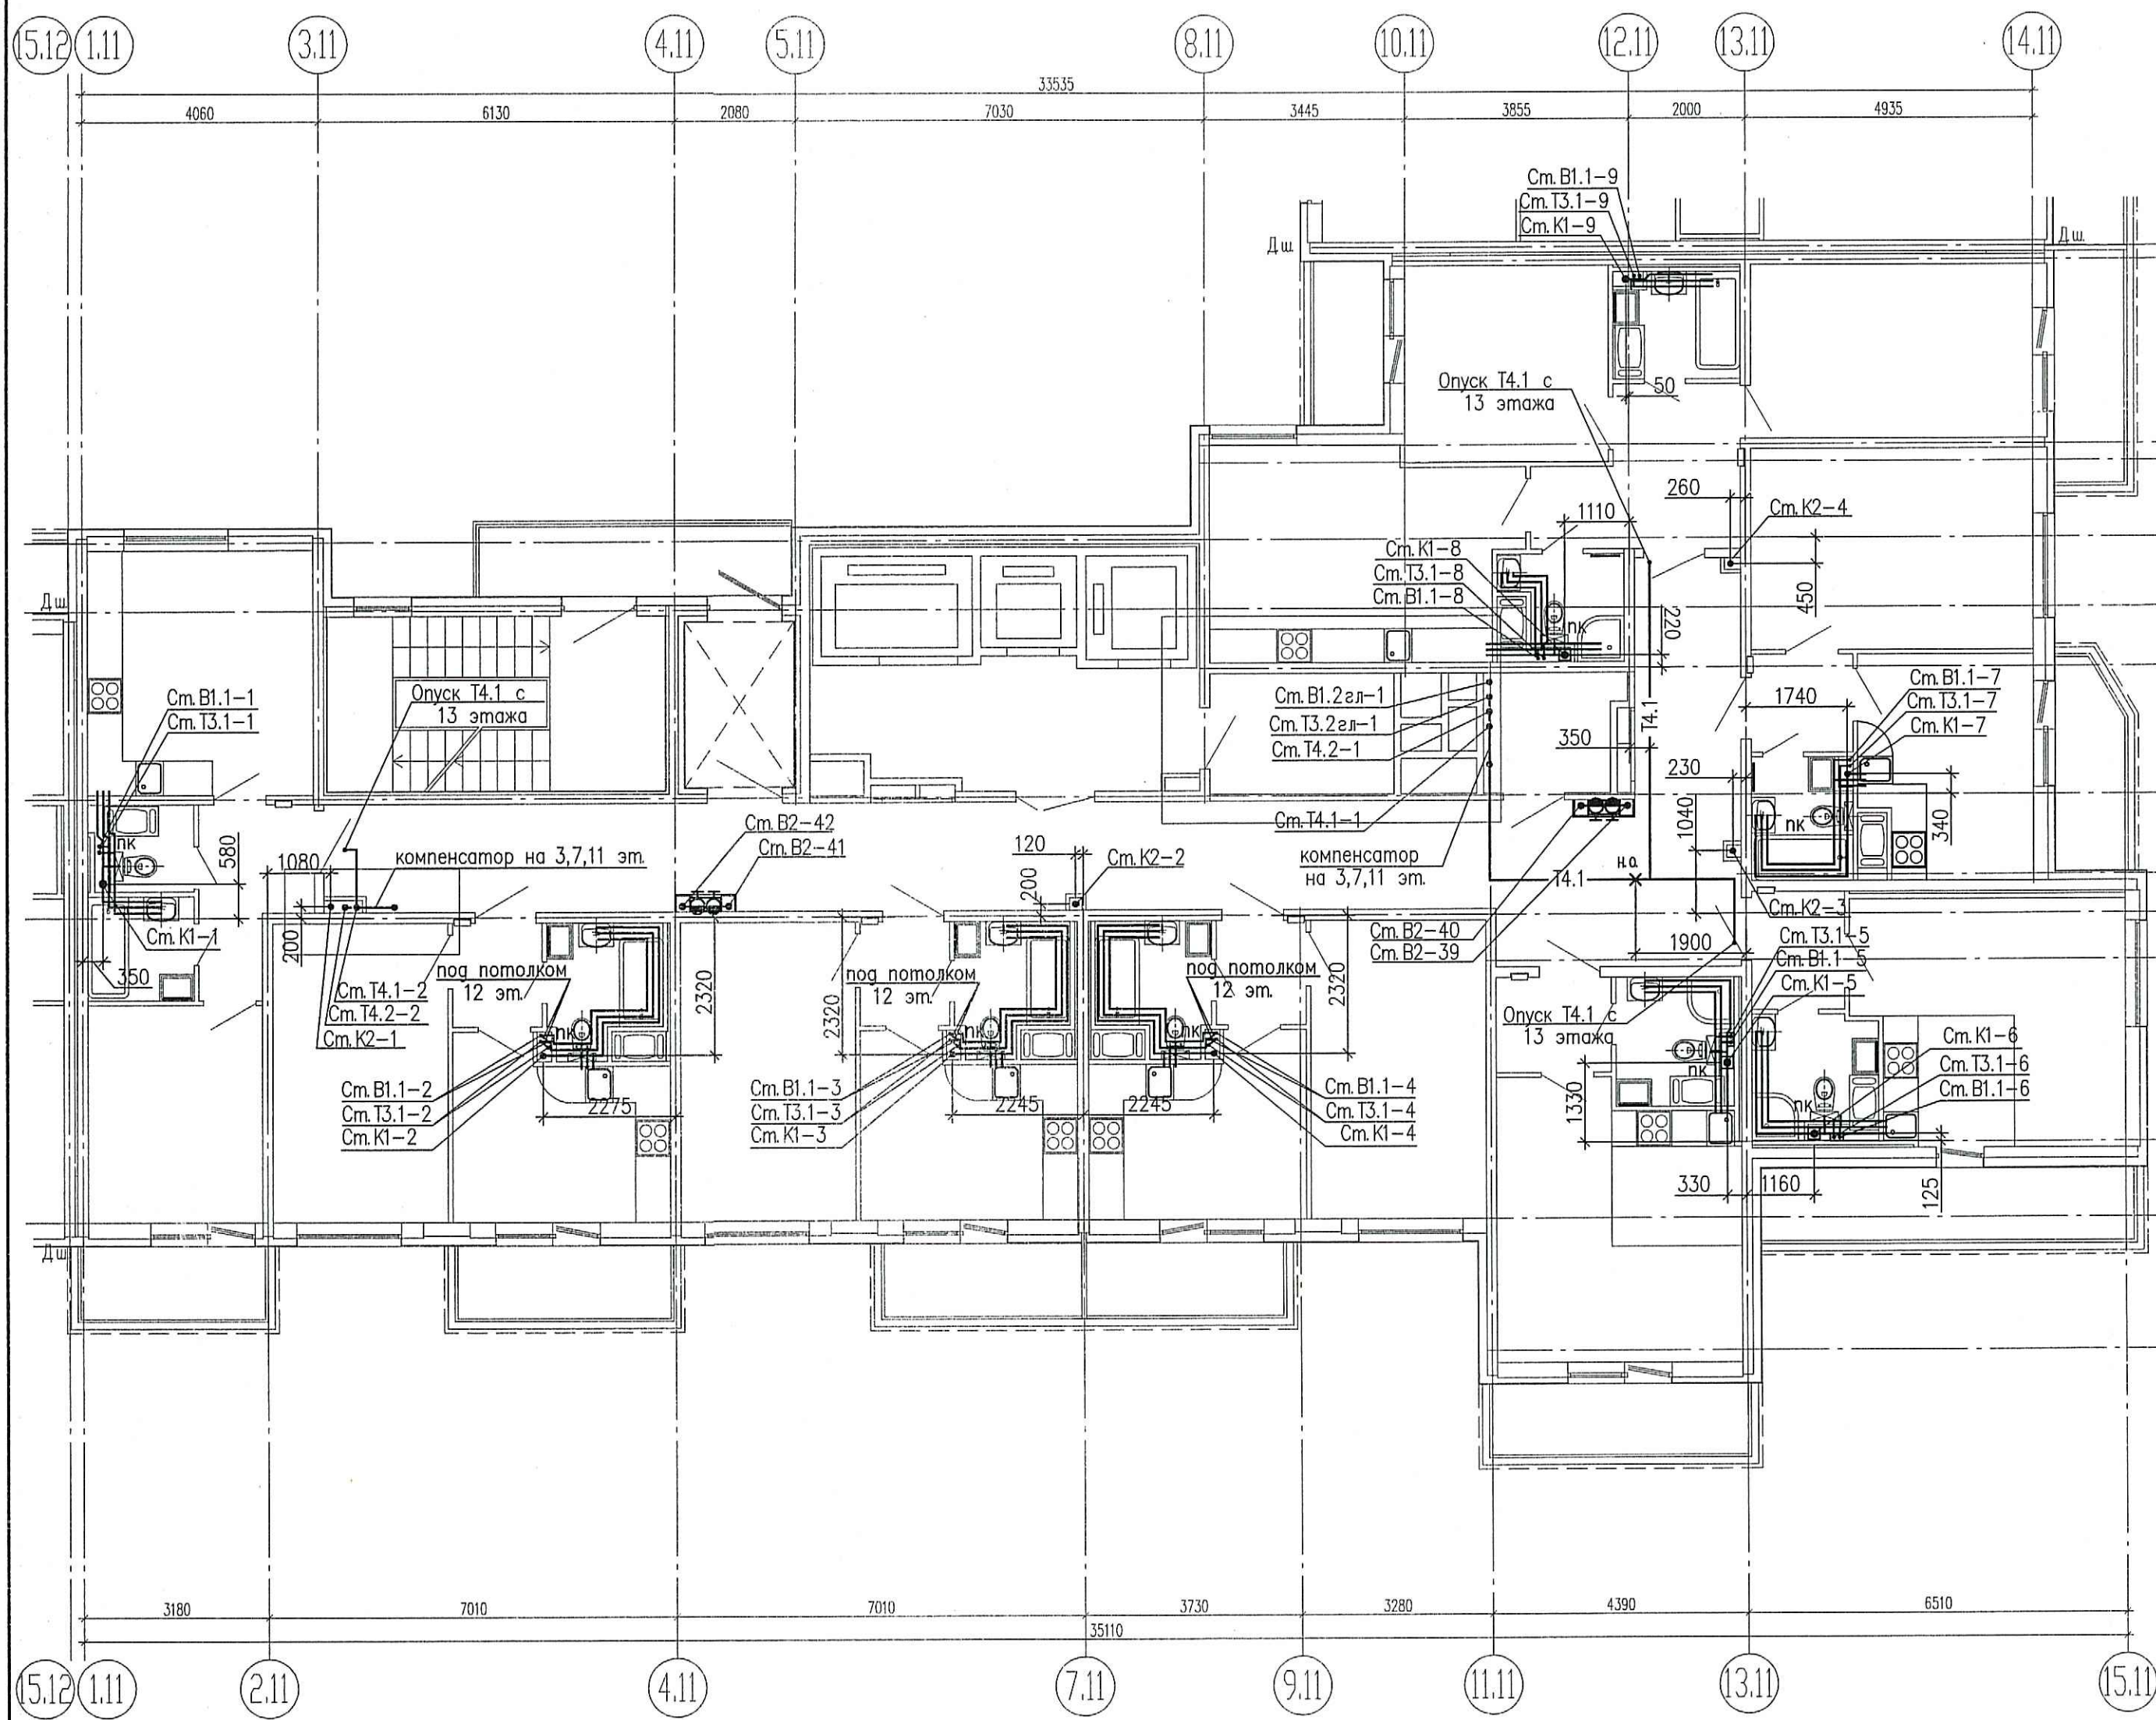 15.12
1.11
3.11
4.11
5.11
8.11
10.11
12.11
13.11
14.11
33535
4060
6130
2080
7030
3445
3855
2000
4935
Ст. В1.1-9
Ст. Т3.1-9
Ст. К1-9
Дш.
Дш.
50
Опуск Т4.1 с
13 этажа
260
1110
Ст. К2-4
450
Ст. К1-8
Ст. Т3.1-8
Ст. В1.1-8
пк
220
Дш
Ст. В1.1-1
Ст. Т3.1-1
Опуск Т4.1 с
13 этажа
Ст. В1.2гл-1
Ст. Т3.2гл-1
Ст. Т4.2-1
350
Т4.1
1740
Ст. В1.1-7
Ст. Т3.1-7
Ст. К1-7
230
Ст. Т4.1-1
1040
пк
340
пк
580
1080
компенсатор на 3,7,11 эт.
Ст. В2-42
Ст. В2-41
120
200
Ст. К2-2
компенсатор
на 3,7,11 эт.
Т4.1
н.о.
Ст. К2-3
Ст. К1-1
200
350
Ст. В2-40
Ст. В2-39
1900
Ст. Т3.1-5
Ст. В1.1-5
Ст. К1-5
под потолком
12 эт.
2320
под потолком
12 эт.
2320
под потолком
12 эт.
2320
Ст. Т4.1-2
Ст. Т4.2-2
Ст. К2-1
пк
пк
пк
Опуск Т4.1 с
13 этажа
пк
Ст. К1-6
Ст. Т3.1-6
Ст. В1.1-6
пк
Ст. В1.1-2
Ст. Т3.1-2
Ст. К1-2
2275
Ст. В1.1-3
Ст. Т3.1-3
Ст. К1-3
2245
2245
Ст. В1.1-4
Ст. Т3.1-4
Ст. К1-4
1330
330
1160
125
Дш
3180
7010
7010
3730
3280
4390
6510
35110
15.12
1.11
2.11
4.11
7.11
9.11
11.11
13.11
15.11